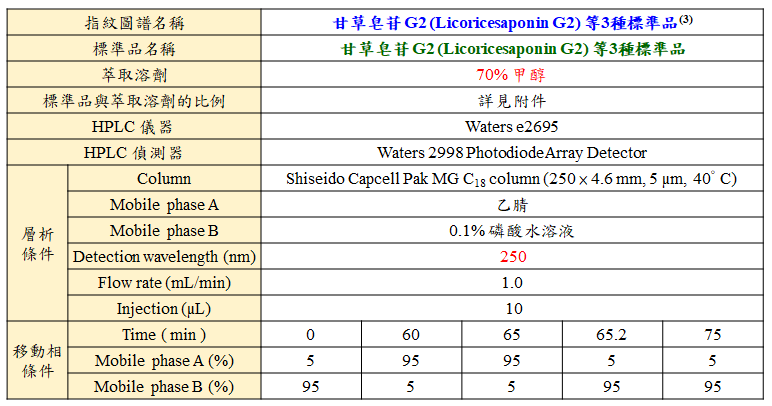 指紋圖譜名稱 甘草皂苷 G2 (Licoricesaponin G2) 等3種標準品(3)
標準品名稱 甘草皂苷 G2 (Licoricesaponin G2) 等3種標準品
萃取溶劑 70% 甲醇
標準品與萃取溶劑的比例 詳見附件
HPLC 儀器 Waters e2695
HPLC 偵測器 Waters 2998 PhotodiodeArray Detector
層析條件
Column Shiseido Capcell Pak MG C18 column (250 x 4.6 mm, 5 μm, 40° C)
Mobile phase A 乙腈
Mobile phase B 0.1% 磷酸水溶液
Detection wavelength (nm) 250
Flow rate (mL/min) 1.0
Injection (μL) 10
移動相條件
Time ( min ) 0 60 65 65.2 75
Mobile phase A (%) 5 95 95 5 5
Mobile phase B (%) 95 5 5 95 95